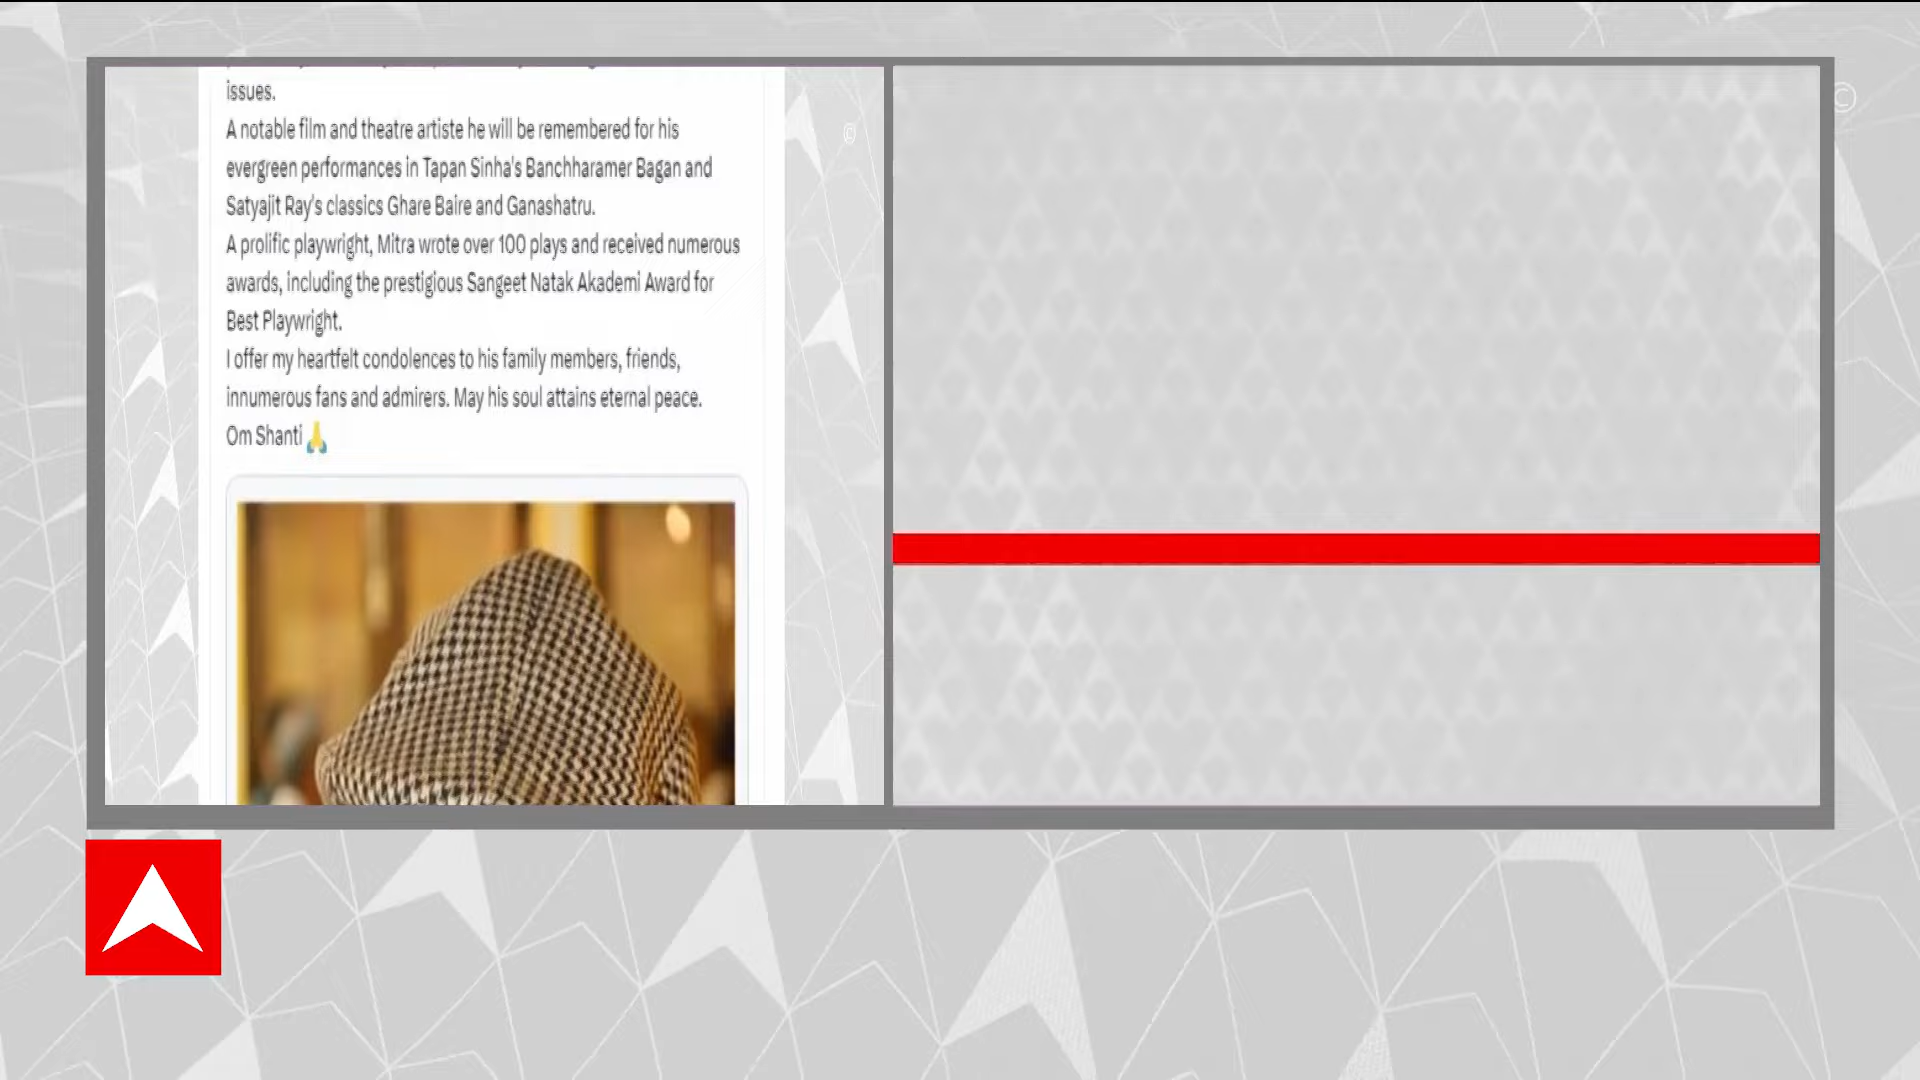 issues.
A notable film and theatre artiste he will be remembered for his
evergreen performances in Tapan Sinha's Banchharamer Bagan and
Satyajit Ray's classics Ghare Baire and Ganashatru.
A prolific playwright, Mitra wrote over 100 plays and received numerous
awards, including the prestigious Sangeet Natak Akademi Award for
Best Playwright.
I offer my heartfelt condolences to his family members, friends,
innumerous fans and admirers. May his soul attains eternal peace.
Om Shanti 🙏
©
©